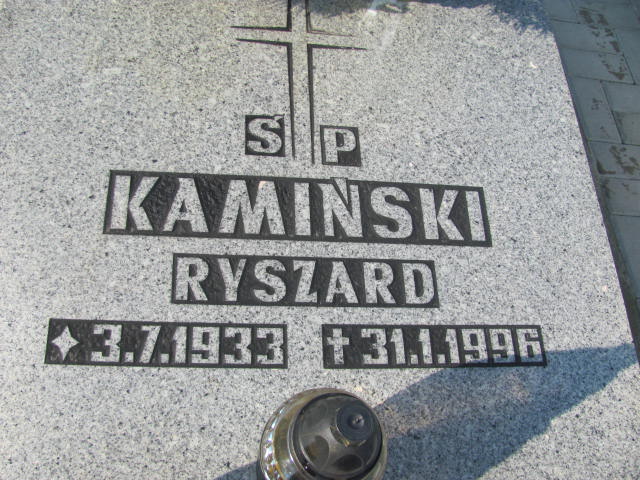 Ś P
KAMIŃSKI
RYSZARD
✦ 3.7.1933 ✝ 31.1.1996